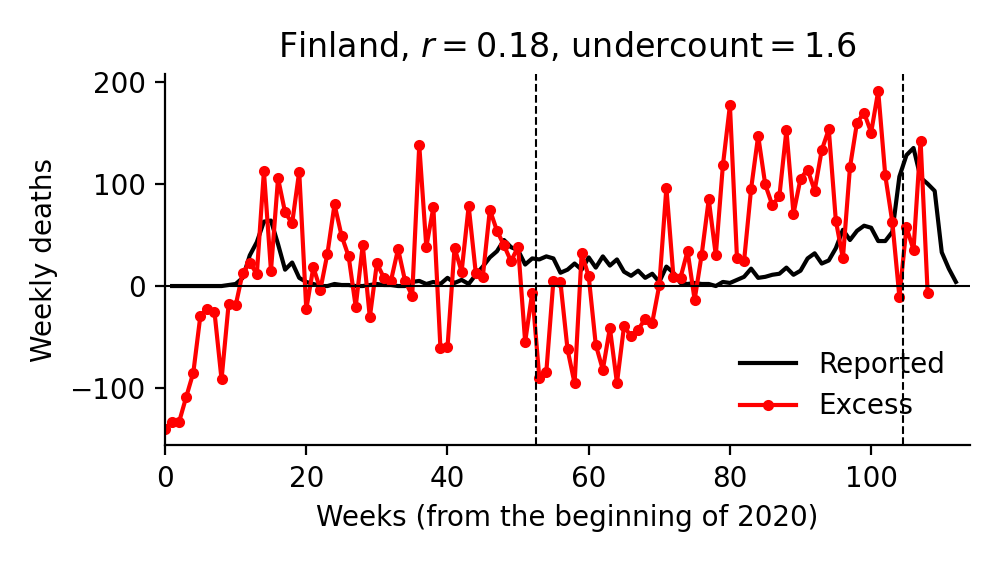 Finland, r = 0.18, undercount = 1.6
Weekly deaths
200
100
0
−100
Reported
Excess
0 20 40 60 80 100
Weeks (from the beginning of 2020)